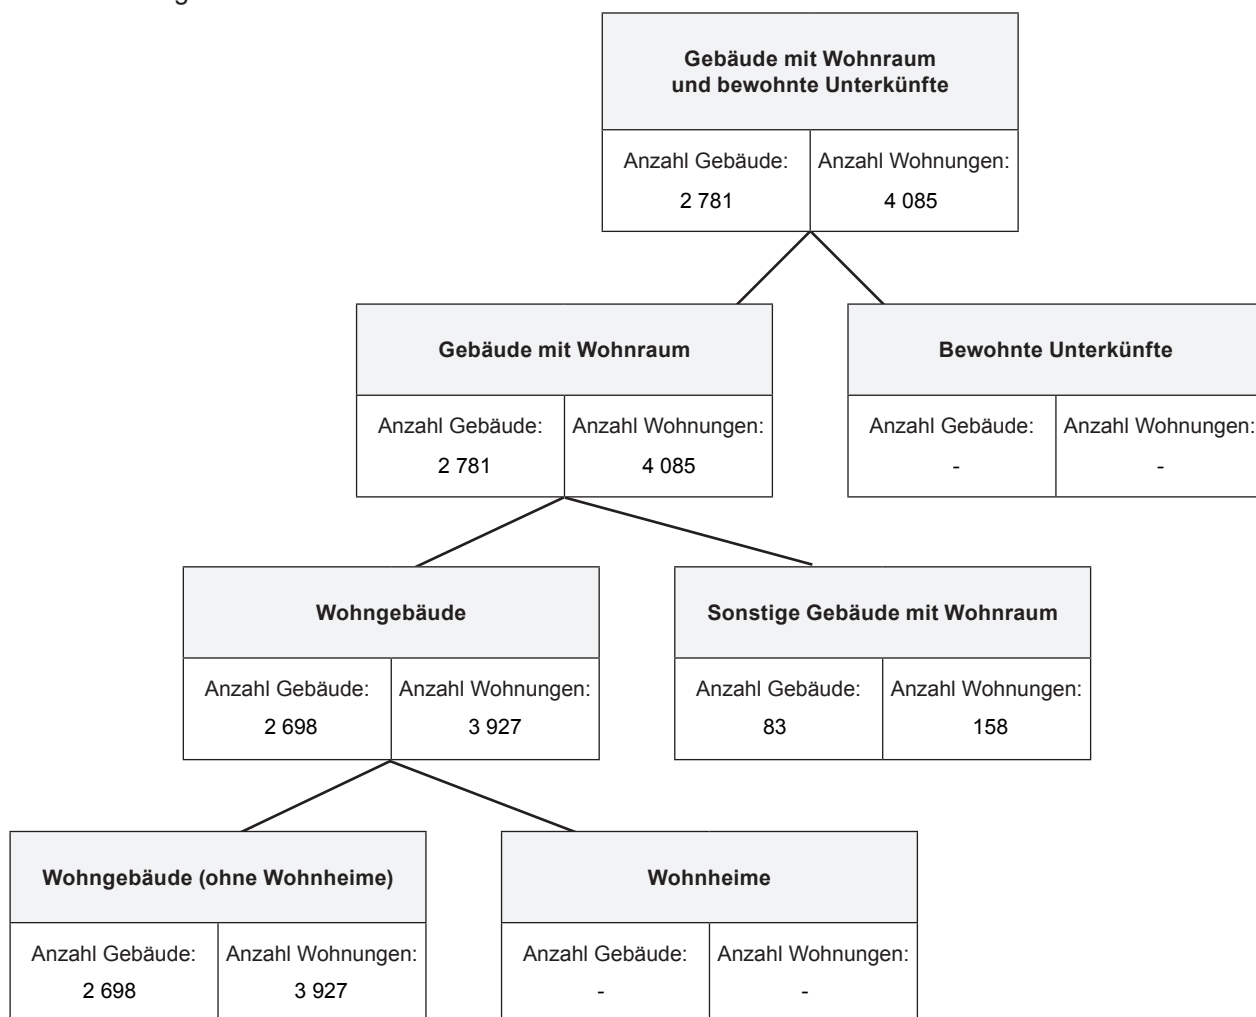 Gebäude mit Wohnraum
und bewohnte Unterkünfte
Anzahl Gebäude: Anzahl Wohnungen:
2 781 4 085
Gebäude mit Wohnraum
Anzahl Gebäude: Anzahl Wohnungen:
2 781 4 085
Bewohnte Unterkünfte
Anzahl Gebäude: Anzahl Wohnungen:
- -
Wohngebäude
Anzahl Gebäude: Anzahl Wohnungen:
2 698 3 927
Sonstige Gebäude mit Wohnraum
Anzahl Gebäude: Anzahl Wohnungen:
83 158
Wohngebäude (ohne Wohnheime)
Anzahl Gebäude: Anzahl Wohnungen:
2 698 3 927
Wohnheime
Anzahl Gebäude: Anzahl Wohnungen:
- -